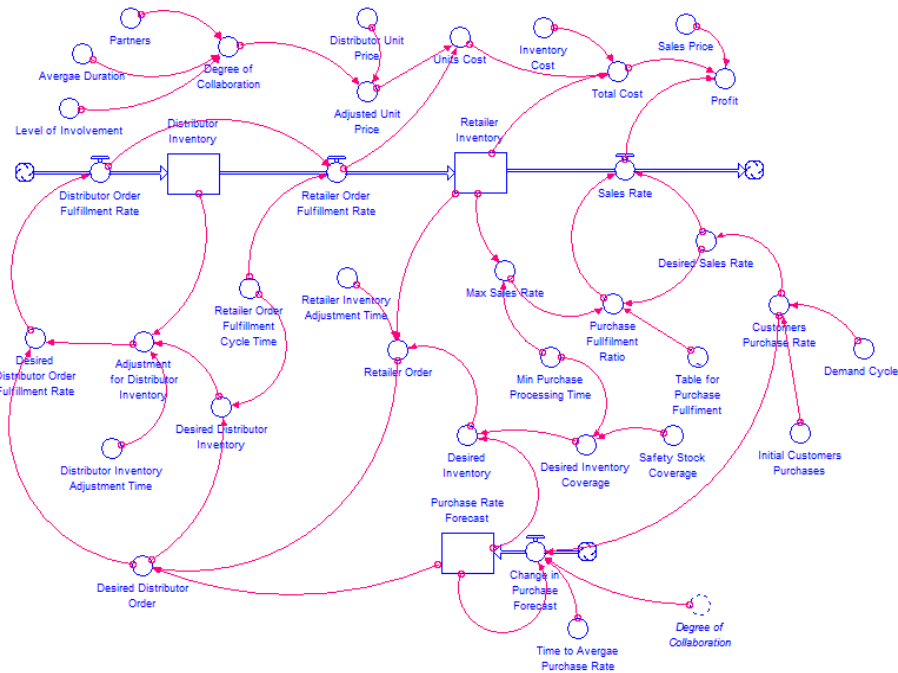 Partners
Distributor Unit
Price
Sales Price
Inventory
Cost
Units Cost
Avergae Duration
Degree of
Collaboration
Total Cost
Profit
Level of Involvement
Adjusted Unit
Price
Distributor
Inventory
Retailer
Inventory
Distributor Order
Fulfillment Rate
Retailer Order
Fulfillment Rate
Sales Rate
Desired Sales Rate
Max Sales Rate
Retailer Inventory
Adjustment Time
Retailer Order
Fulfillment
Cycle Time
Purchase
Fullfilment
Ratio
Customers
Purchase Rate
Desired
Distributor Order
Fulfillment Rate
Adjustment
for Distributor
Inventory
Retailer Order
Min Purchase
Processing Time
Table for
Purchase
Fullfiment
Demand Cycle
Desired Distributor
Inventory
Distributor Inventory
Adjustment Time
Desired
Inventory
Desired Inventory
Coverage
Safety Stock
Coverage
Initial Customers
Purchases
Purchase Rate
Forecast
Desired Distributor
Order
Change in
Purchase
Forecast
Degree of
Collaboration
Time to Avergae
Purchase Rate